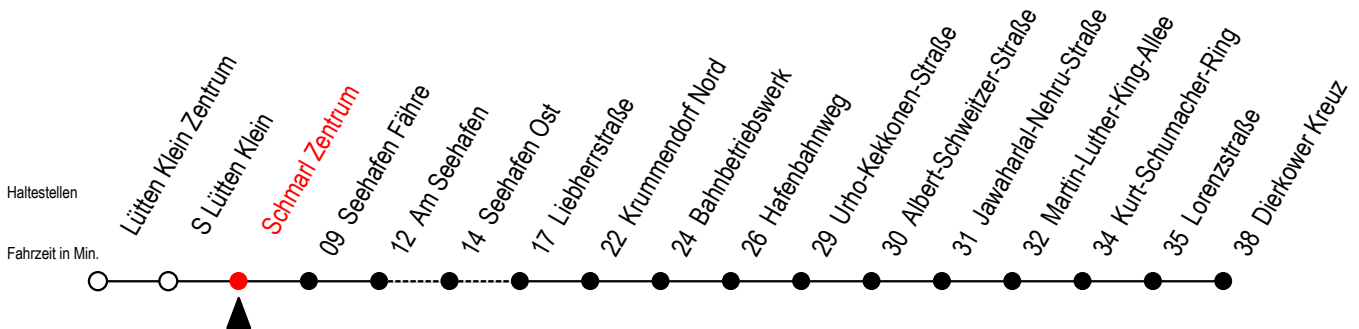 Haltestellen
Fahrzeit in Min.
Lütten Klein Zentrum
S Lütten Klein
Schmarl Zentrum
09 Seehafen Fähre
12 Am Seehafen
14 Seehafen Ost
17 Liebherrstraße
22 Krummendorf Nord
24 Bahnbetriebswerk
26 Hafenbahnweg
29 Urho-Kekkonen-Straße
30 Albert-Schweitzer-Straße
31 Jawaharlal-Nehru-Straße
32 Martin-Luther-King-Allee
34 Kurt-Schumacher-Ring
35 Lorenzstraße
38 Dierkower Kreuz